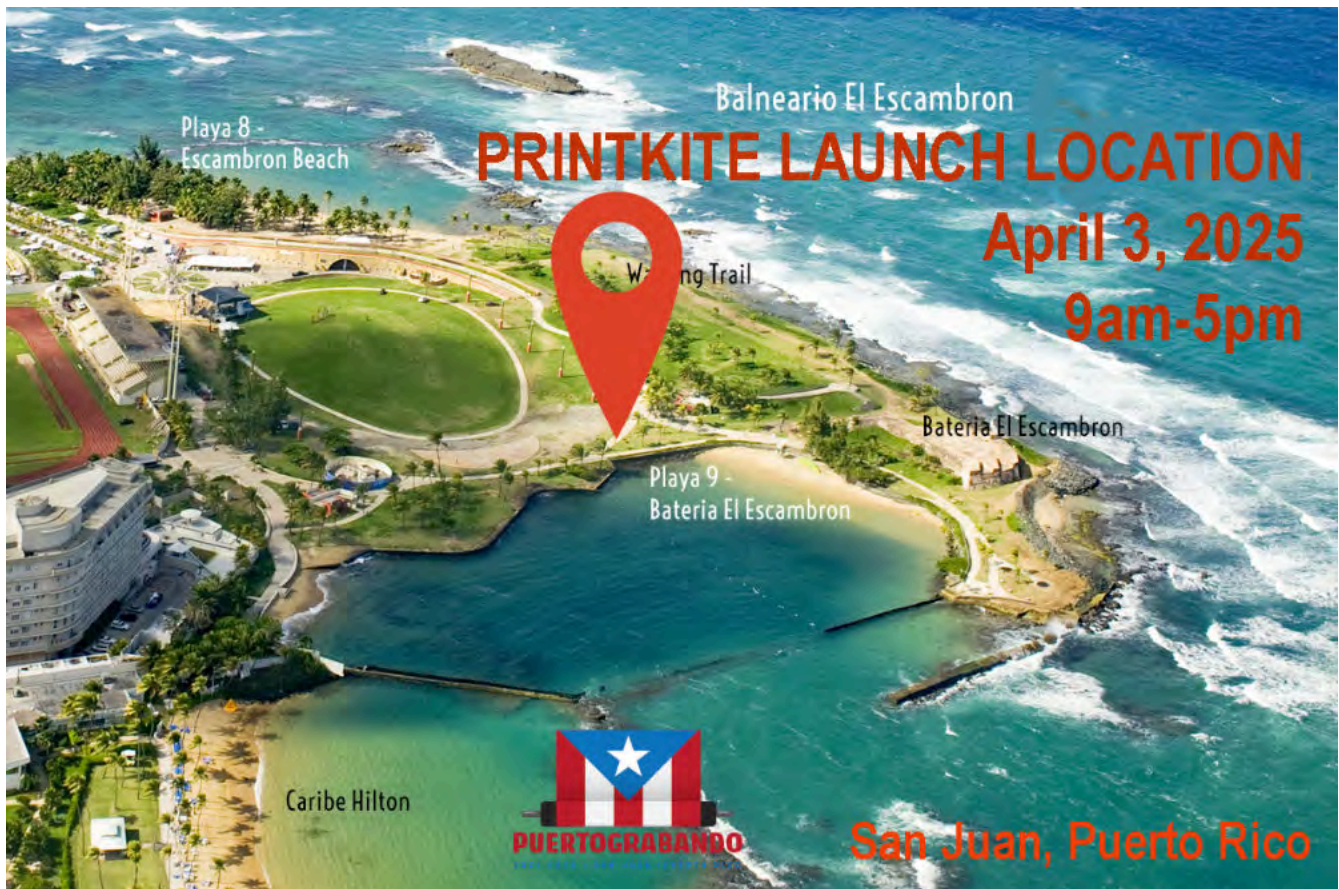 Balneario El Escambron
PRINTKITE LAUNCH LOCATION
April 3, 2025
9am-5pm
Playa 8 -
Escambron Beach
Trail
Bateria El Escambron
Playa 9 -
Bateria El Escambron
Caribe Hilton
PUERTOGRABANDO
San Juan, Puerto Rico